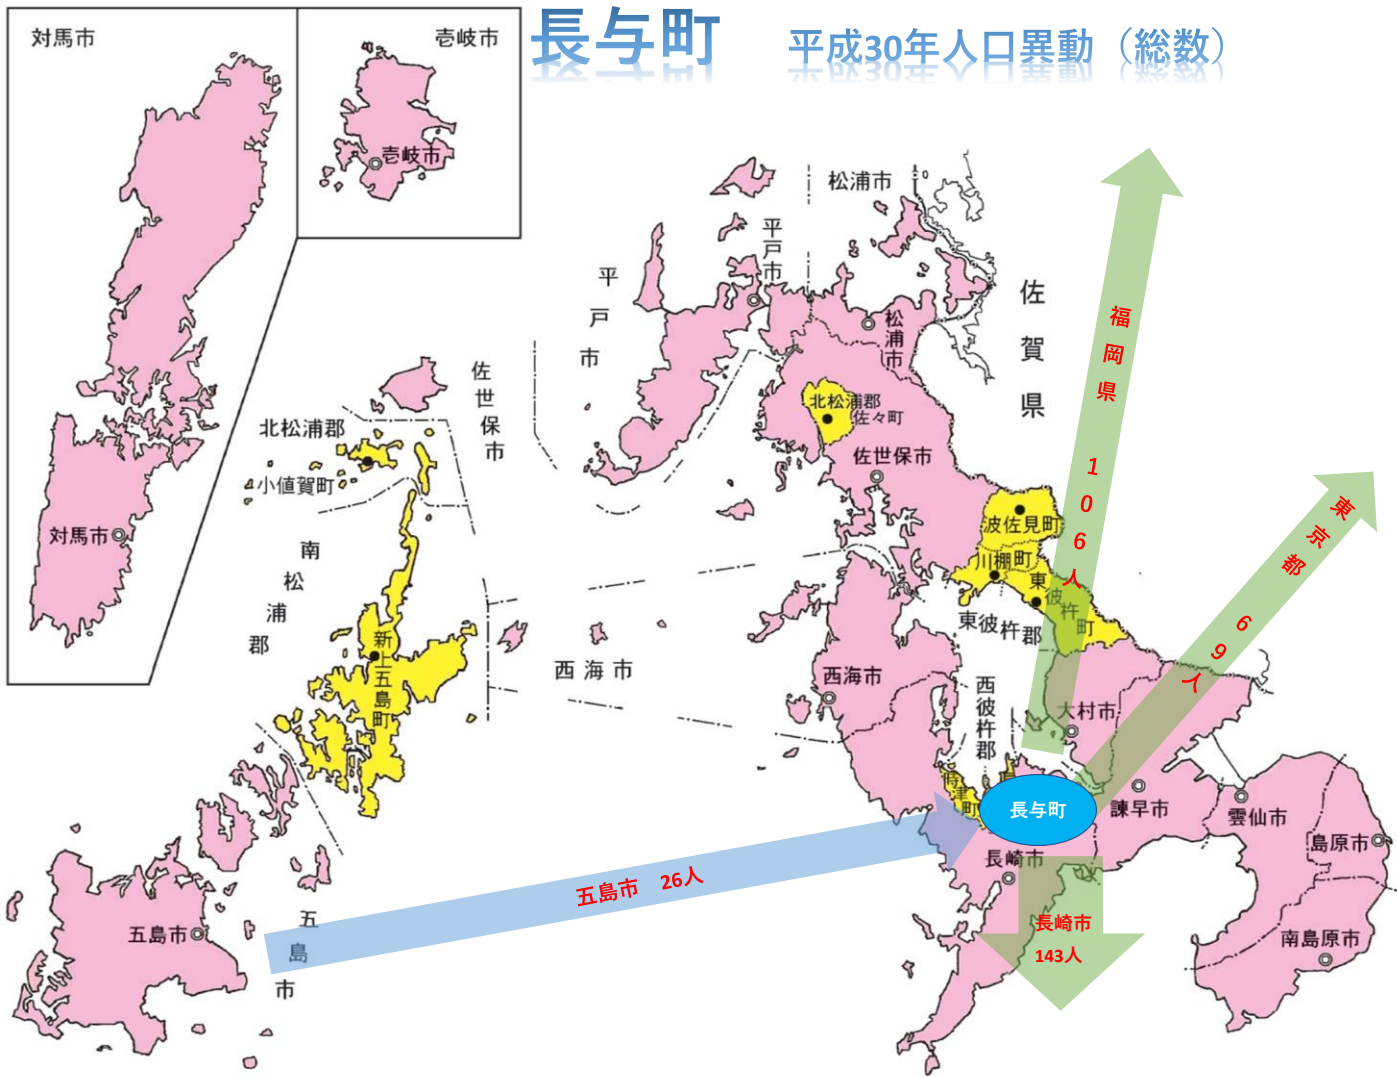 長与町
平成30年人口異動（総数）
対馬市
壱岐市
壱岐市
対馬市
松浦市
平戸市
平戸市
松浦市
佐賀県
福岡県 106人
東京都 69人
佐世保市
北松浦郡
小値賀町
北松浦郡
佐々町
佐世保市
波佐見町
川棚町
東彼杵町
東彼杵郡
南松浦郡
新上五島町
西海市
西海市
西彼杵郡
大村市
時津町
長与町
諫早市
雲仙市
島原市
長崎市
南島原市
五島市 26人
長崎市
143人
五島市
五島市